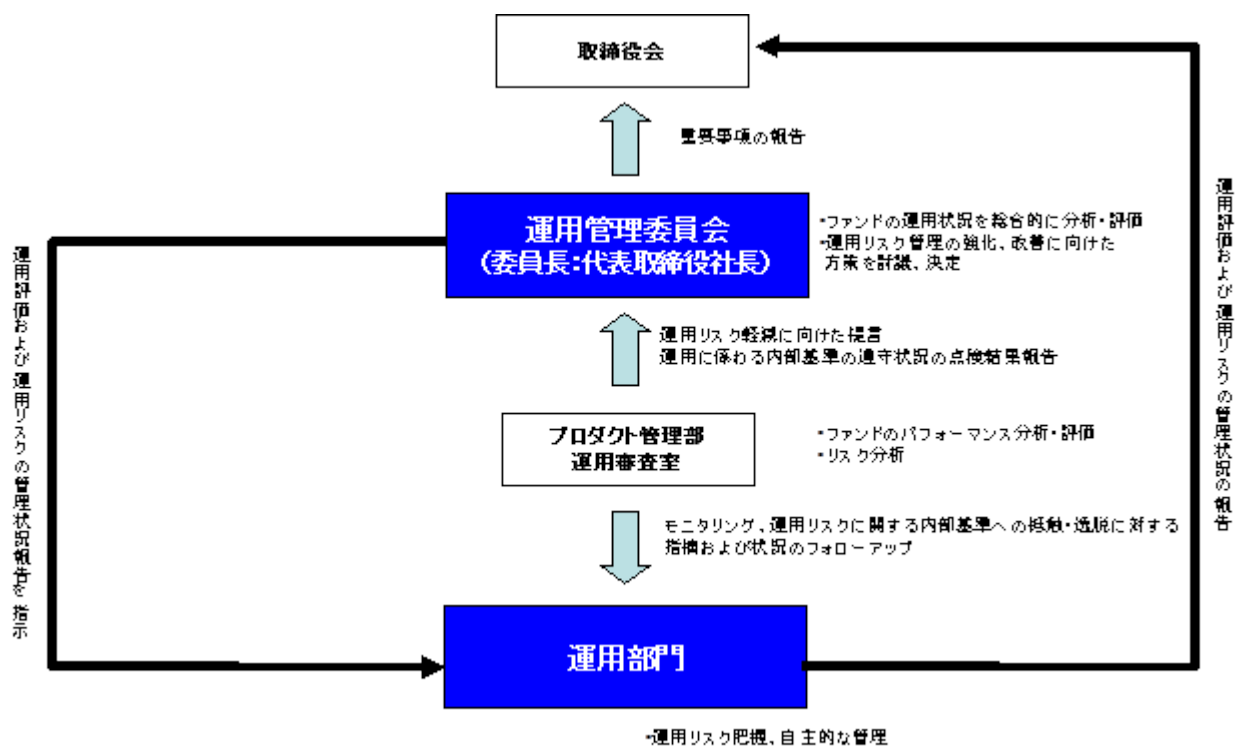 取締役会
重要事項の報告
運用管理委員会
（委員長：代表取締役社長）
・ファンドの運用状況を総合的に分析・評価
・運用リスク管理の強化、改善に向けた
方策を討議、決定
運用リスク軽減に向けた提言
運用に係わる内部基準の遵守状況の点検結果報告
プロダクト管理部
運用審査室
・ファンドのパフォーマンス分析・評価
・リスク分析
モニタリング、運用リスクに関する内部基準への抵触・逸脱に対する
指摘および状況のフォローアップ
運用部門
・運用リスク把握、自主的な管理
運用評価および運用リスクの管理状況報告を指示
運用評価および運用リスクの管理状況の報告